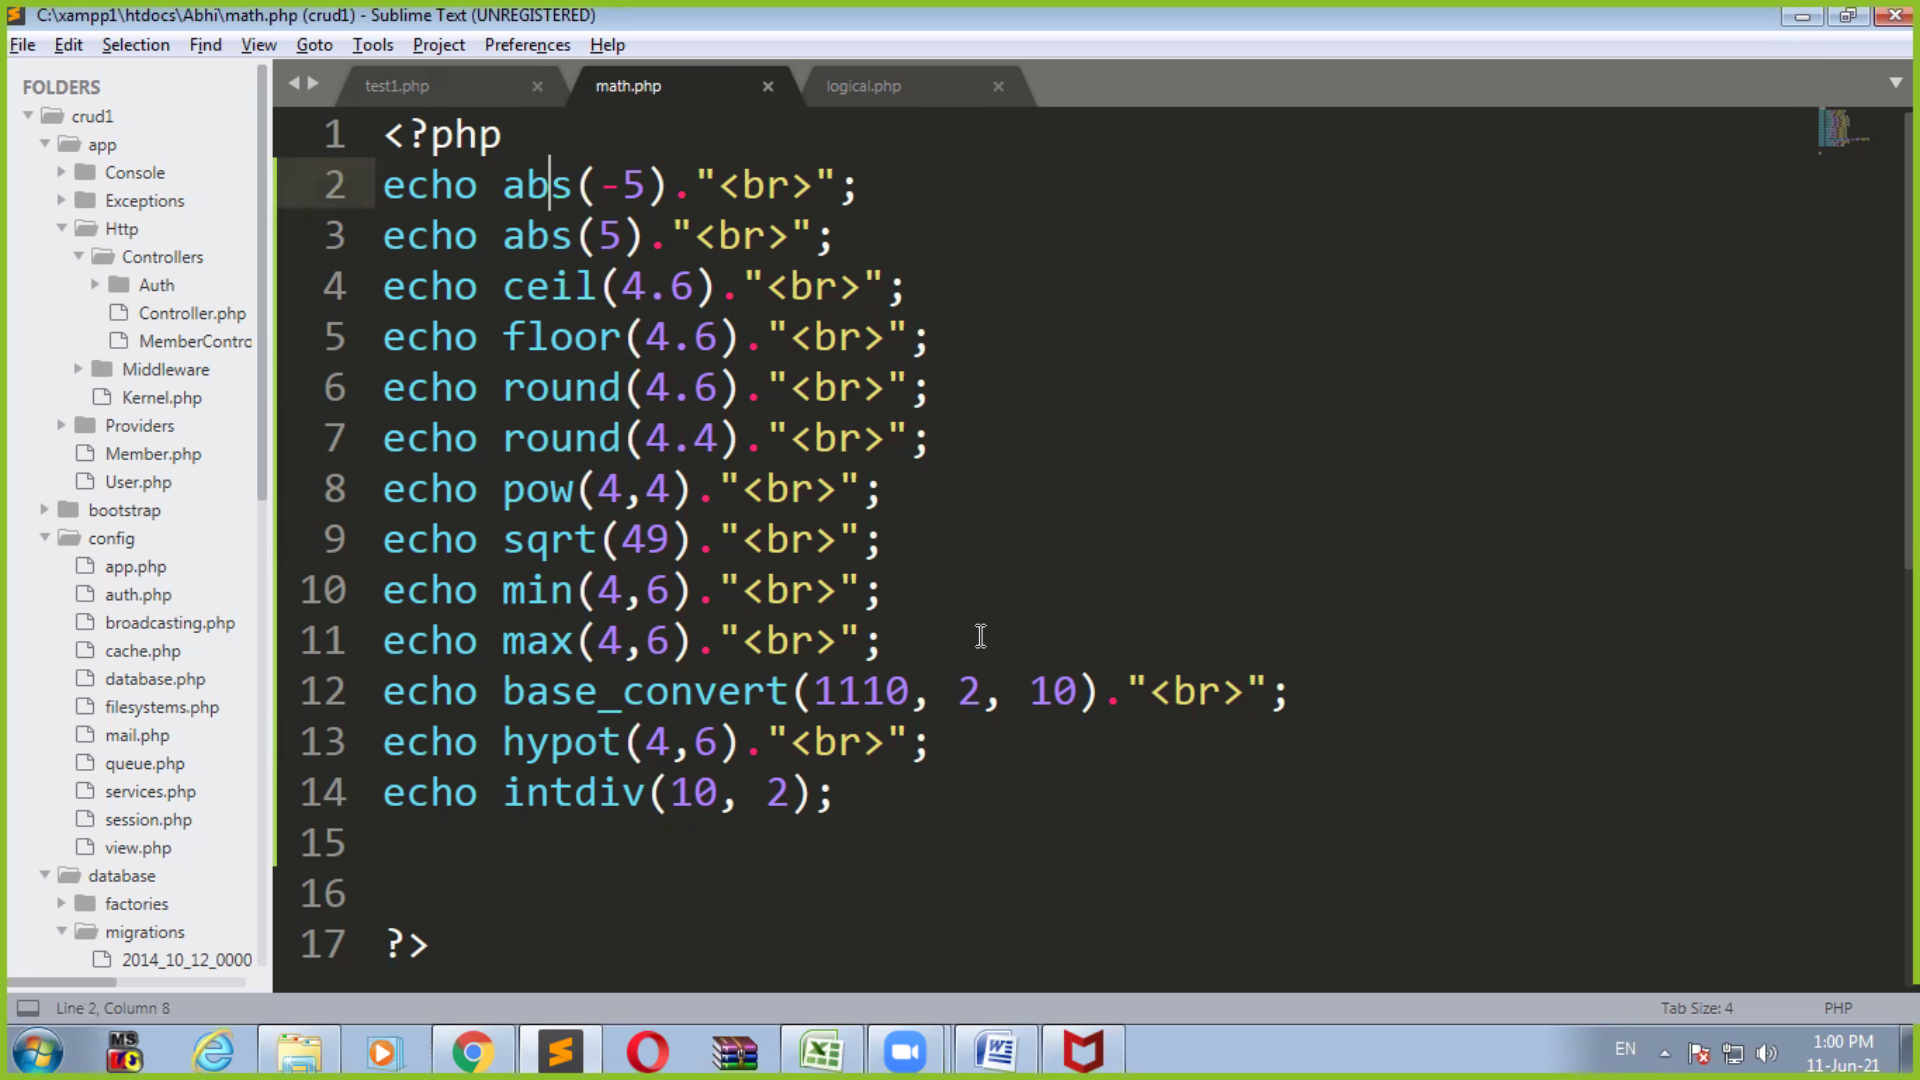 C:\xampp1\htdocs\Abhi\math.php (crud1) - Sublime Text (UNREGISTERED)
File Edit Selection Find View Goto Tools Project Preferences Help
FOLDERS
crud1
app
Console
Exceptions
Http
Controllers
Auth
Controller.php
MemberContro
Middleware
Kernel.php
Providers
Member.php
User.php
bootstrap
config
app.php
auth.php
broadcasting.php
cache.php
database.php
filesystems.php
mail.php
queue.php
services.php
session.php
view.php
database
factories
migrations
2014_10_12_0000
test1.php math.php logical.php
1 <?php
2 echo abs(-5)."<br>";
3 echo abs(5)."<br>";
4 echo ceil(4.6)."<br>";
5 echo floor(4.6)."<br>";
6 echo round(4.6)."<br>";
7 echo round(4.4)."<br>";
8 echo pow(4,4)."<br>";
9 echo sqrt(49)."<br>";
10 echo min(4,6)."<br>";
11 echo max(4,6)."<br>";
12 echo base_convert(1110, 2, 10)."<br>";
13 echo hypot(4,6)."<br>";
14 echo intdiv(10, 2);
15
16
17 ?>
Line 2, Column 8 Tab Size: 4 PHP
MS
EN
1:00 PM
11-Jun-21